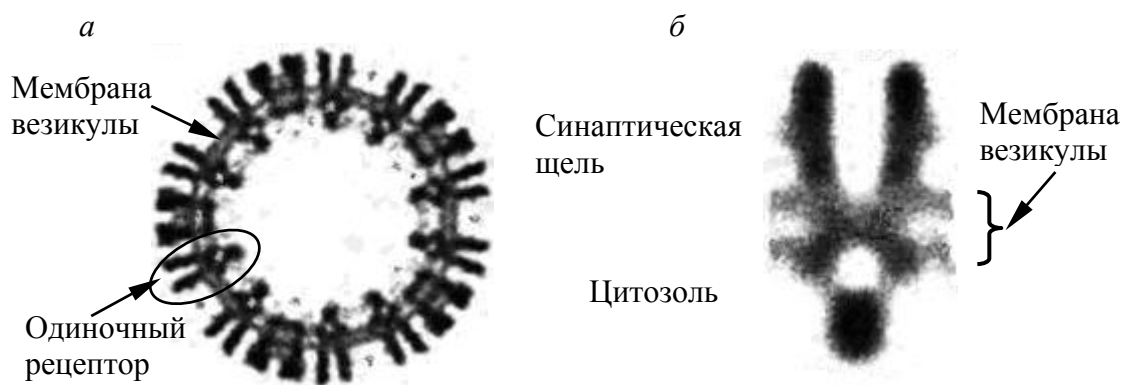 а
Мембрана
везикулы
Одиночный
рецептор
б
Синаптическая
щель
Цитозоль
Мембрана
везикулы